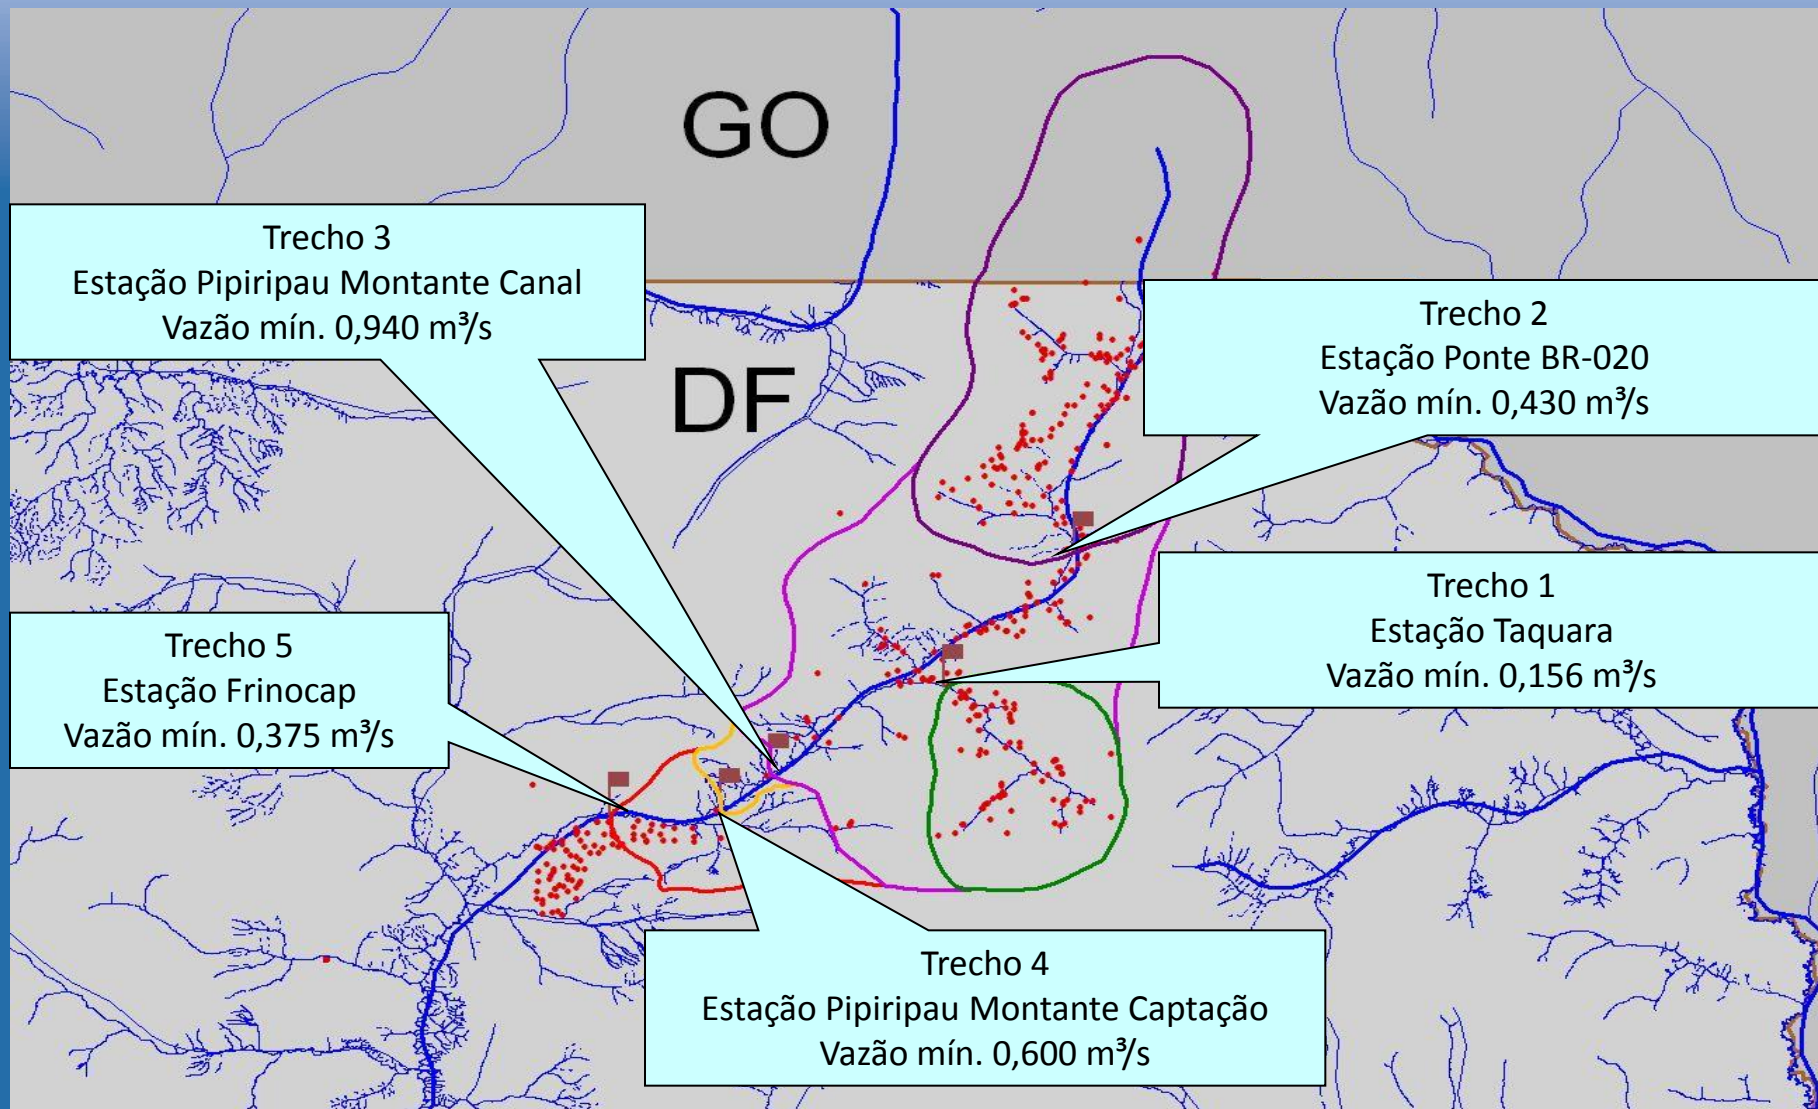 GO
Trecho 3
Estação Pipiripau Montante Canal
Vazão mín. 0,940 m³/s
Trecho 2
Estação Ponte BR-020
Vazão mín. 0,430 m³/s
DF
Trecho 1
Estação Taquara
Vazão mín. 0,156 m³/s
Trecho 5
Estação Frinocap
Vazão mín. 0,375 m³/s
Trecho 4
Estação Pipiripau Montante Captação
Vazão mín. 0,600 m³/s